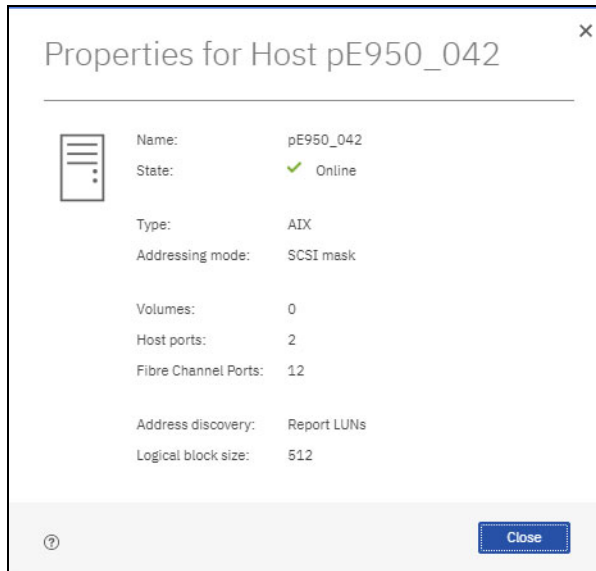 Properties for Host pE950_042
Name: pE950_042
State: Online
Type: AIX
Addressing mode: SCSI mask
Volumes: 0
Host ports: 2
Fibre Channel Ports: 12
Address discovery: Report LUNs
Logical block size: 512
Close